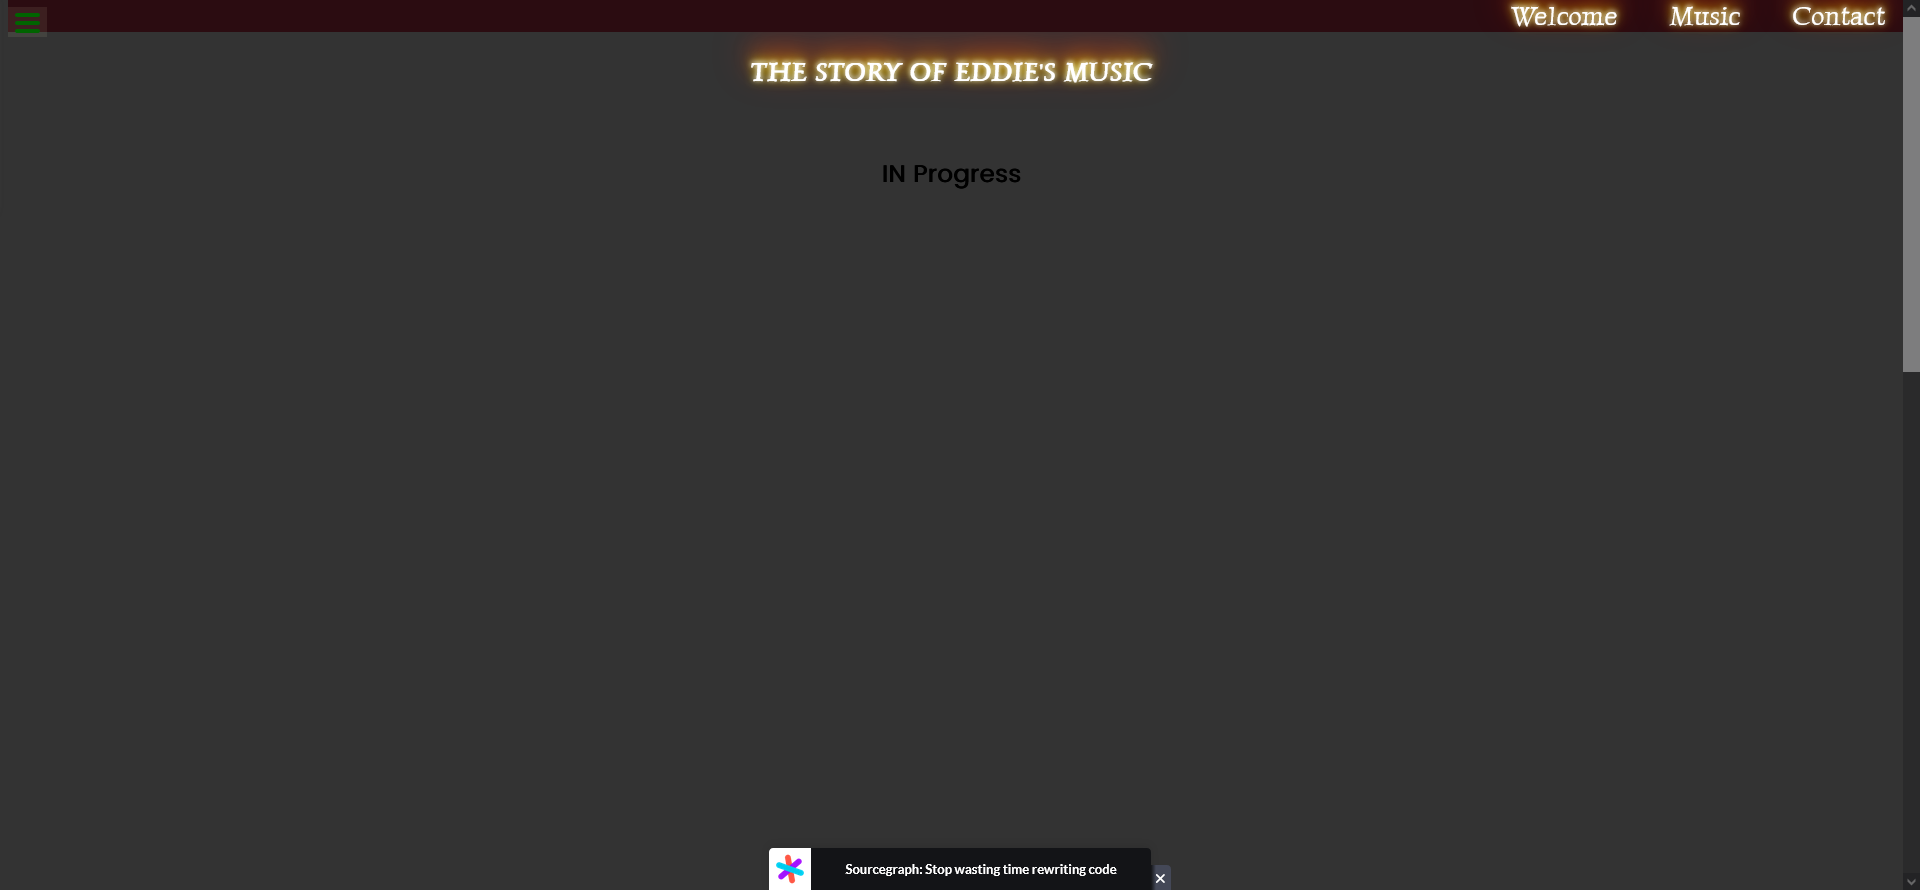 Welcome Music Contact
THE STORY OF EDDIE'S MUSIC
IN Progress
Sourcegraph: Stop wasting time rewriting code